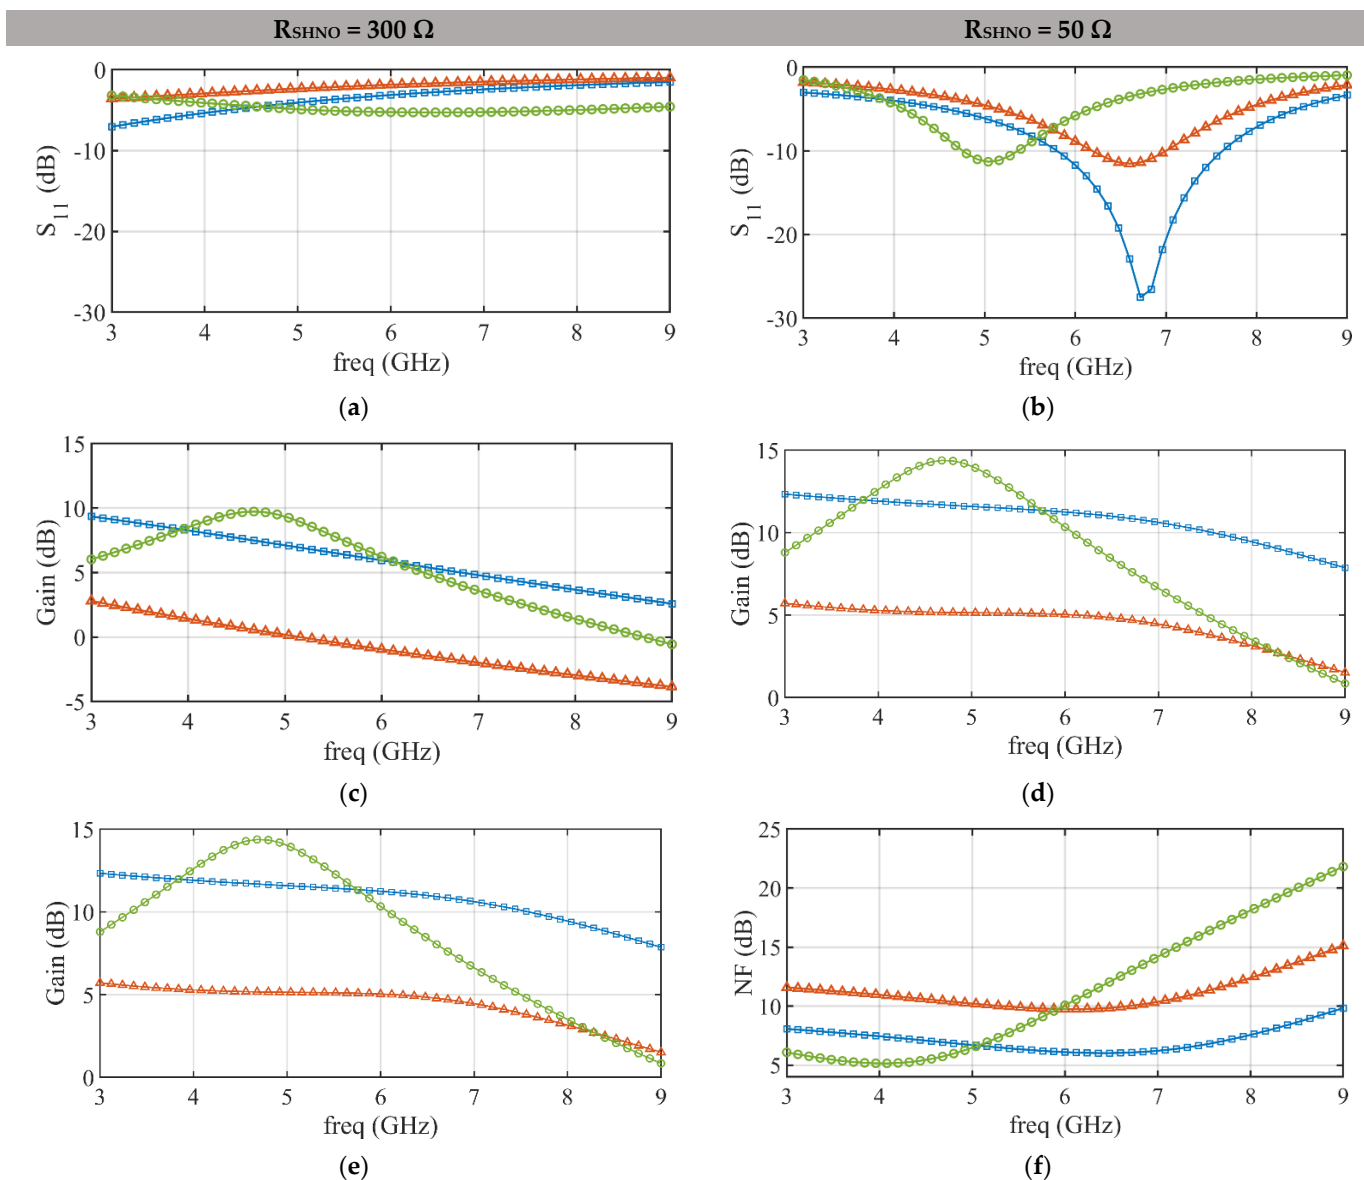 RSHNO = 300 Ω
RSHNO = 50 Ω
0
-10
-20
-30
S11 (dB)
3 4 5 6 7 8 9
freq (GHz)
(a)
0
-10
-20
-30
S11 (dB)
3 4 5 6 7 8 9
freq (GHz)
(b)
15
10
5
0
-5
Gain (dB)
3 4 5 6 7 8 9
freq (GHz)
(c)
15
10
5
0
Gain (dB)
3 4 5 6 7 8 9
freq (GHz)
(d)
15
10
5
0
Gain (dB)
3 4 5 6 7 8 9
freq (GHz)
(e)
25
20
15
10
5
NF (dB)
3 4 5 6 7 8 9
freq (GHz)
(f)